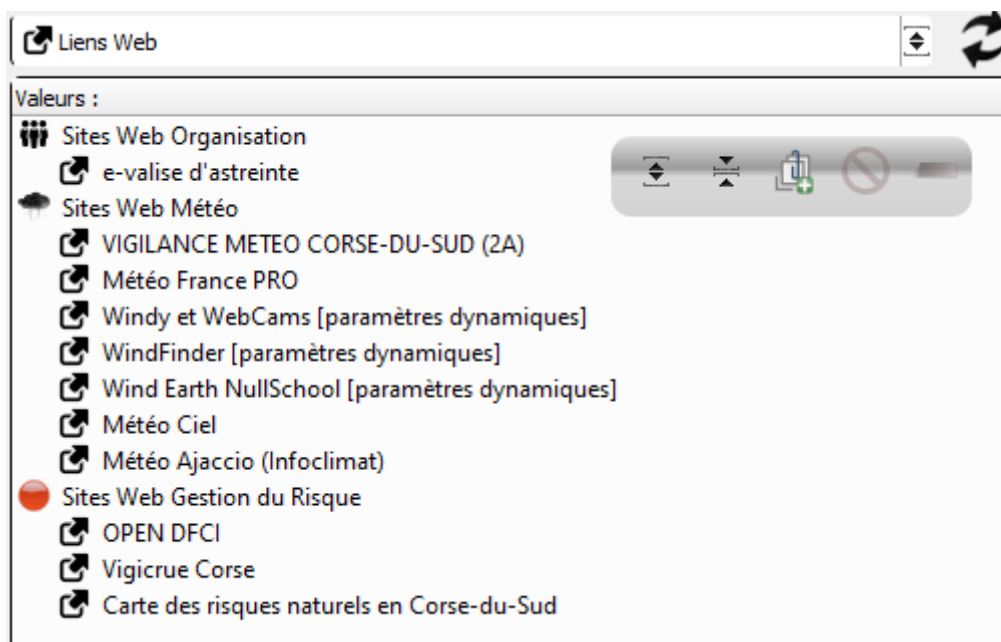 Liens Web
Valeurs :
Sites Web Organisation
e-valise d'astreinte
Sites Web Météo
VIGILANCE METEO CORSE-DU-SUD (2A)
Météo France PRO
Windy et WebCams [paramètres dynamiques]
WindFinder [paramètres dynamiques]
Wind Earth NullSchool [paramètres dynamiques]
Météo Ciel
Météo Ajaccio (Infoclimat)
Sites Web Gestion du Risque
OPEN DFCI
Vigicrue Corse
Carte des risques naturels en Corse-du-Sud